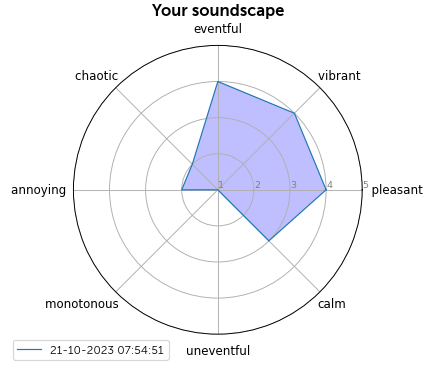 Your soundscape
eventful
chaotic
vibrant
annoying
1
2
3
4
5
pleasant
monotonous
calm
21-10-2023 07:54:51
uneventful